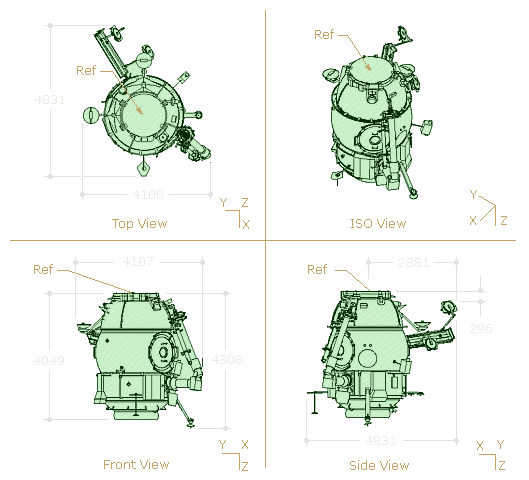 Ref
4831
4108
Y Z
X
Top View
Ref
Y
X Z
ISO View
4107
Ref
4049
4308
Y X
Z
Front View
2981
Ref
296
4831
X Y
Z
Side View